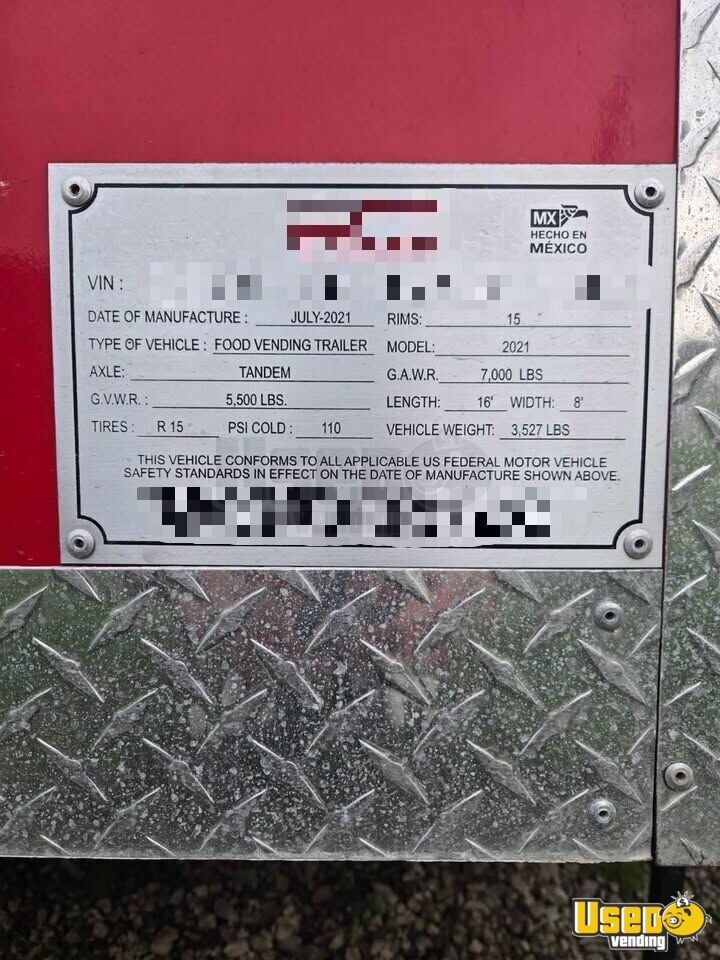 MX
HECHO EN
MÉXICO
VIN :
DATE OF MANUFACTURE : JULY-2021 RIMS: 15
TYPE OF VEHICLE : FOOD VENDING TRAILER MODEL: 2021
AXLE: TANDEM G.A.W.R. 7,000 LBS
G.V.W.R. : 5,500 LBS. LENGTH: 16' WIDTH: 8'
TIRES : R 15 PSI COLD : 110 VEHICLE WEIGHT: 3,527 LBS
THIS VEHICLE CONFORMS TO ALL APPLICABLE US FEDERAL MOTOR VEHICLE
SAFETY STANDARDS IN EFFECT ON THE DATE OF MANUFACTURE SHOWN ABOVE.
Used
vending